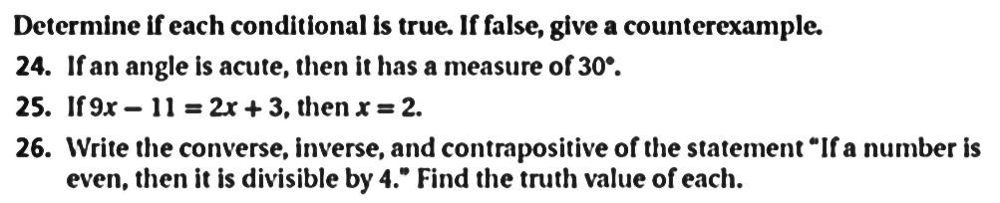 Determine if each conditional is true. If false, give a counterexample.
24. If an angle is acute, then it has a measure of 30°.
25. If 9x − 11 = 2x + 3, then x = 2.
26. Write the converse, inverse, and contrapositive of the statement "If a number is
even, then it is divisible by 4." Find the truth value of each.